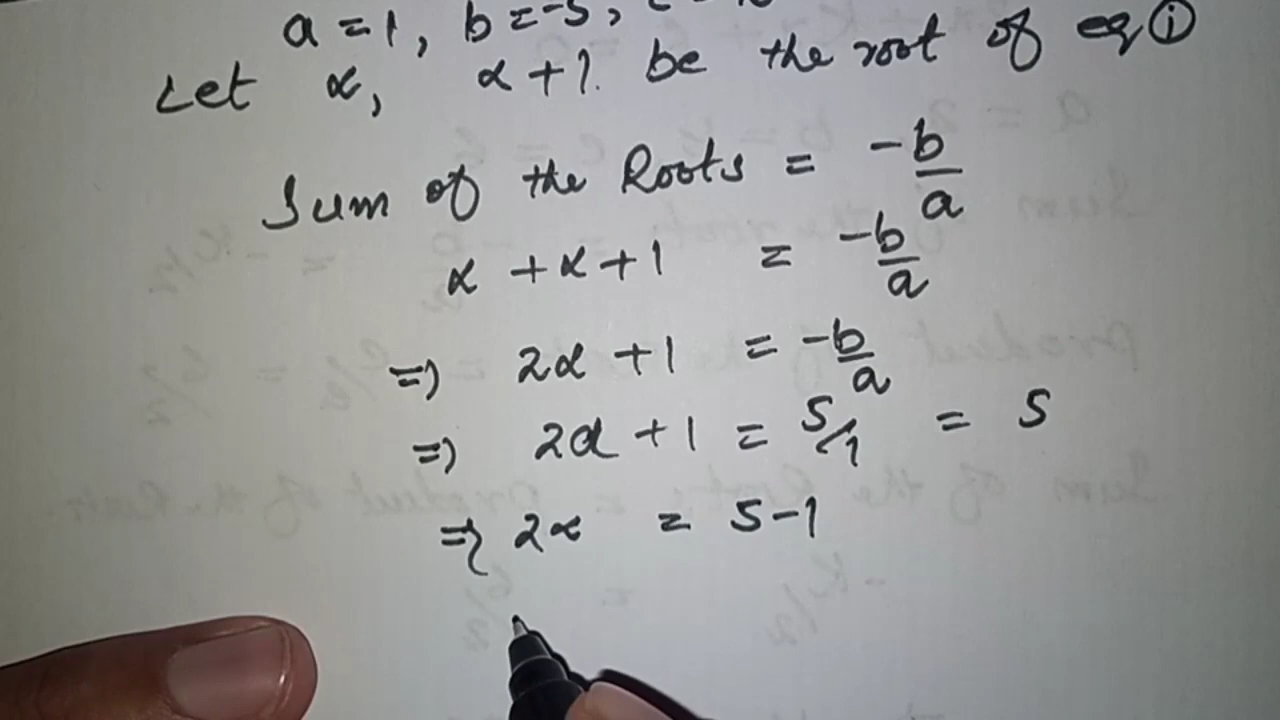 a = 1, b = -5,
Let α, α + 1. be the root of eq ①
Sum of the Roots = -b/a
α + α + 1 = -b/a
=) 2α + 1 = -b/a
=) 2α + 1 = 5/1 = 5
=) 2α = 5-1